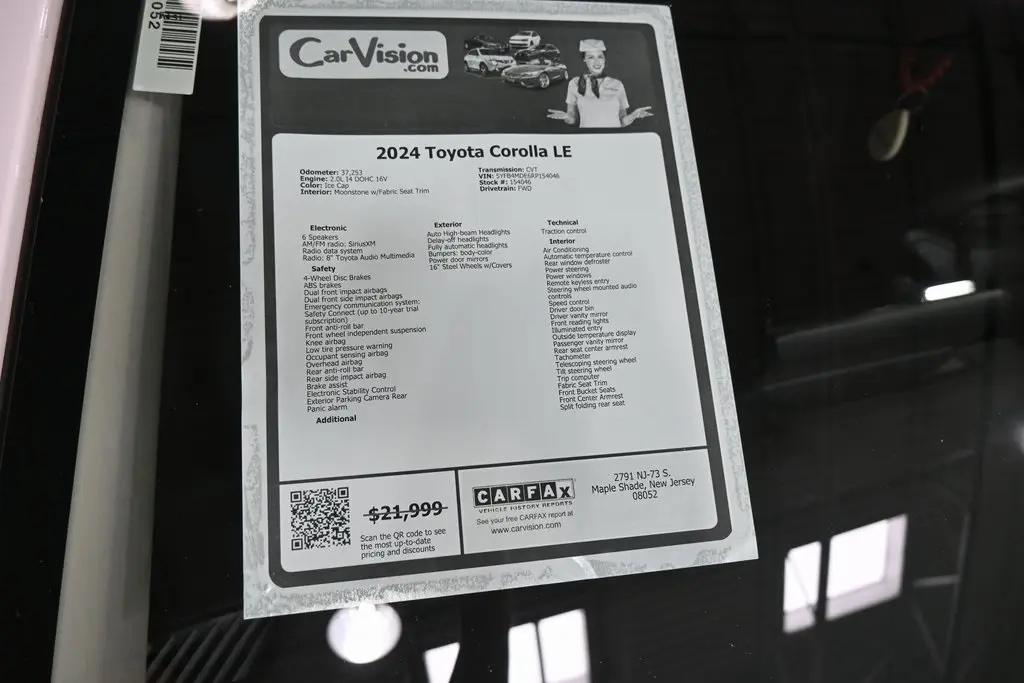 052
CarVision
.com
2024 Toyota Corolla LE
Odometer: 37,253
Engine: 2.0L I4 DOHC 16V
Color: Ice Cap
Interior: Moonstone w/Fabric Seat Trim
Transmission: CVT
VIN: 5YFB4MDE6RP154046
Stock #: 154046
Drivetrain: FWD
Electronic
6 Speakers
AM/FM radio: SiriusXM
Radio data system
Radio: 8" Toyota Audio Multimedia
Safety
4-Wheel Disc Brakes
ABS brakes
Dual front impact airbags
Dual front side impact airbags
Emergency communication system:
Safety Connect (up to 10-year trial
subscription)
Front anti-roll bar
Front wheel independent suspension
Knee airbag
Low tire pressure warning
Occupant sensing airbag
Overhead airbag
Rear anti-roll bar
Rear side impact airbag
Brake assist
Electronic Stability Control
Exterior Parking Camera Rear
Panic alarm
Additional
Exterior
Auto High-beam Headlights
Delay-off headlights
Fully automatic headlights
Bumpers: body-color
Power door mirrors
16" Steel Wheels w/Covers
Technical
Traction control
Interior
Air Conditioning
Automatic temperature control
Rear window defroster
Power steering
Power windows
Remote keyless entry
Steering wheel mounted audio
controls
Speed control
Driver door bin
Driver vanity mirror
Front reading lights
Illuminated entry
Outside temperature display
Passenger vanity mirror
Rear seat center armrest
Tachometer
Telescoping steering wheel
Tilt steering wheel
Trip computer
Fabric Seat Trim
Front Bucket Seats
Front Center Armrest
Split folding rear seat
$21,999
Scan the QR code to see
the most up-to-date
pricing and discounts
CARFAX
VEHICLE HISTORY REPORTS
See your free CARFAX report at
www.carvision.com
2791 NJ-73 S.
Maple Shade, New Jersey
08052